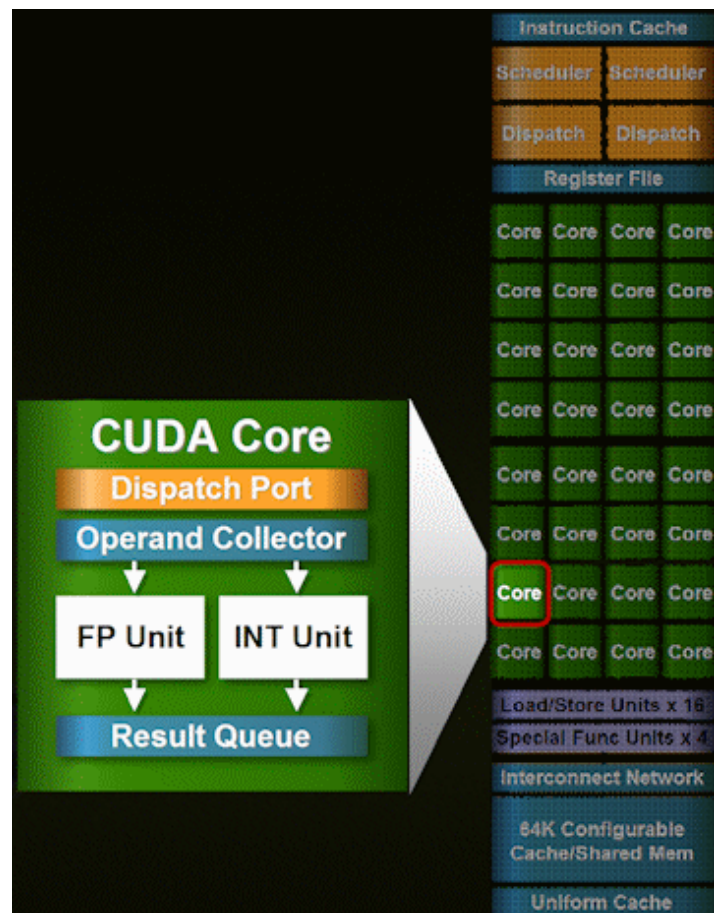 Instruction Cache
Scheduler Scheduler
Dispatch Dispatch
Register File
Core Core Core Core
Core Core Core Core
Core Core Core Core
Core Core Core Core
Core Core Core Core
Core Core Core Core
Core Core Core Core
Core Core Core Core
Load/Store Units x 16
Special Func Units x 4
Interconnect Network
64K Configurable
Cache/Shared Mem
Uniform Cache
CUDA Core
Dispatch Port
Operand Collector
FP Unit INT Unit
Result Queue